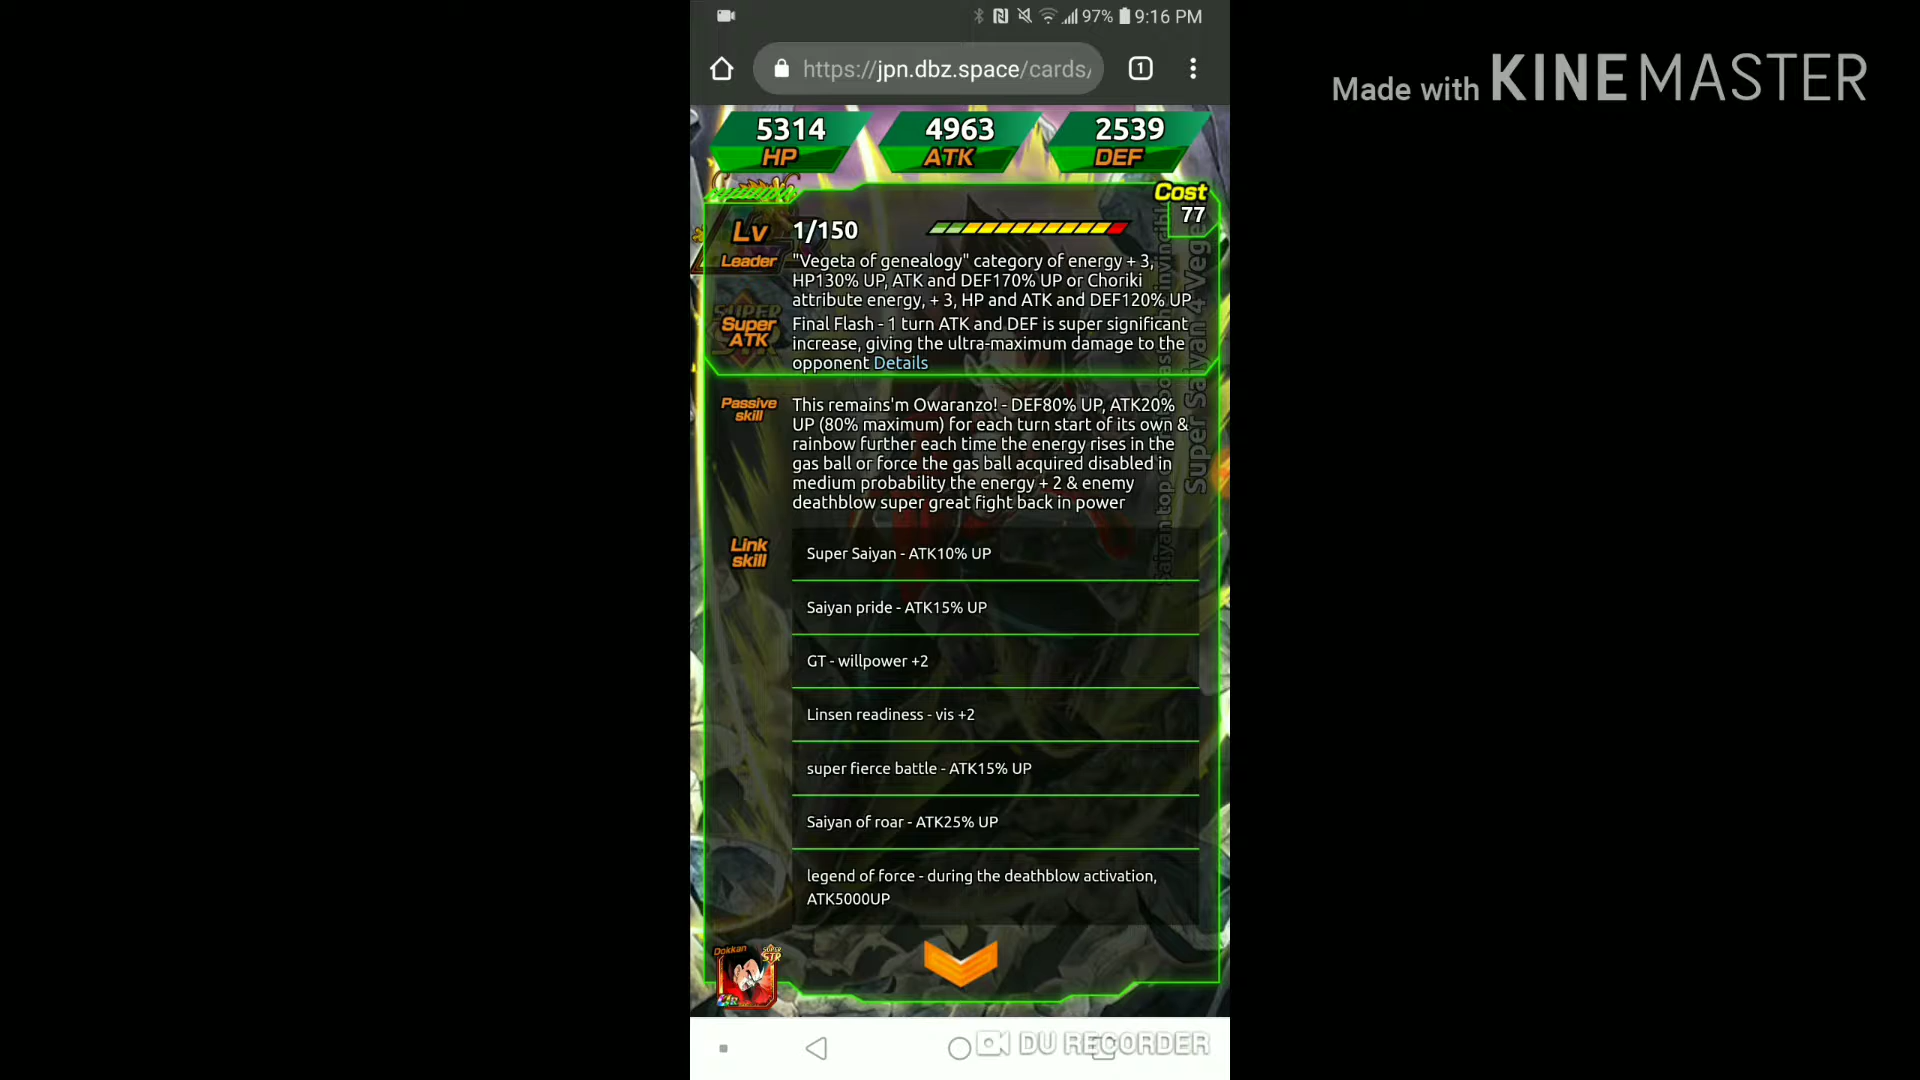 97% 9:16 PM
Made with KINEMASTER
https://jpn.dbz.space/cards/
1
5314 4963 2539
HP ATK DEF
Cost
77
Lv 1/150
Leader "Vegeta of genealogy" category of energy + 3,
HP130% UP, ATK and DEF170% UP or Choriki
attribute energy, + 3, HP and ATK and DEF120% UP
Super ATK Final Flash - 1 turn ATK and DEF is super significant
increase, giving the ultra-maximum damage to the
opponent Details
Passive skill This remains'm Owaranzo! - DEF80% UP, ATK20%
UP (80% maximum) for each turn start of its own &
rainbow further each time the energy rises in the
gas ball or force the gas ball acquired disabled in
medium probability the energy + 2 & enemy
deathblow super great fight back in power
Link skill Super Saiyan - ATK10% UP
Saiyan pride - ATK15% UP
GT - willpower +2
Linsen readiness - vis +2
super fierce battle - ATK15% UP
Saiyan of roar - ATK25% UP
legend of force - during the deathblow activation,
ATK5000UP
Dokkan SUPER STR
DU RECORDER